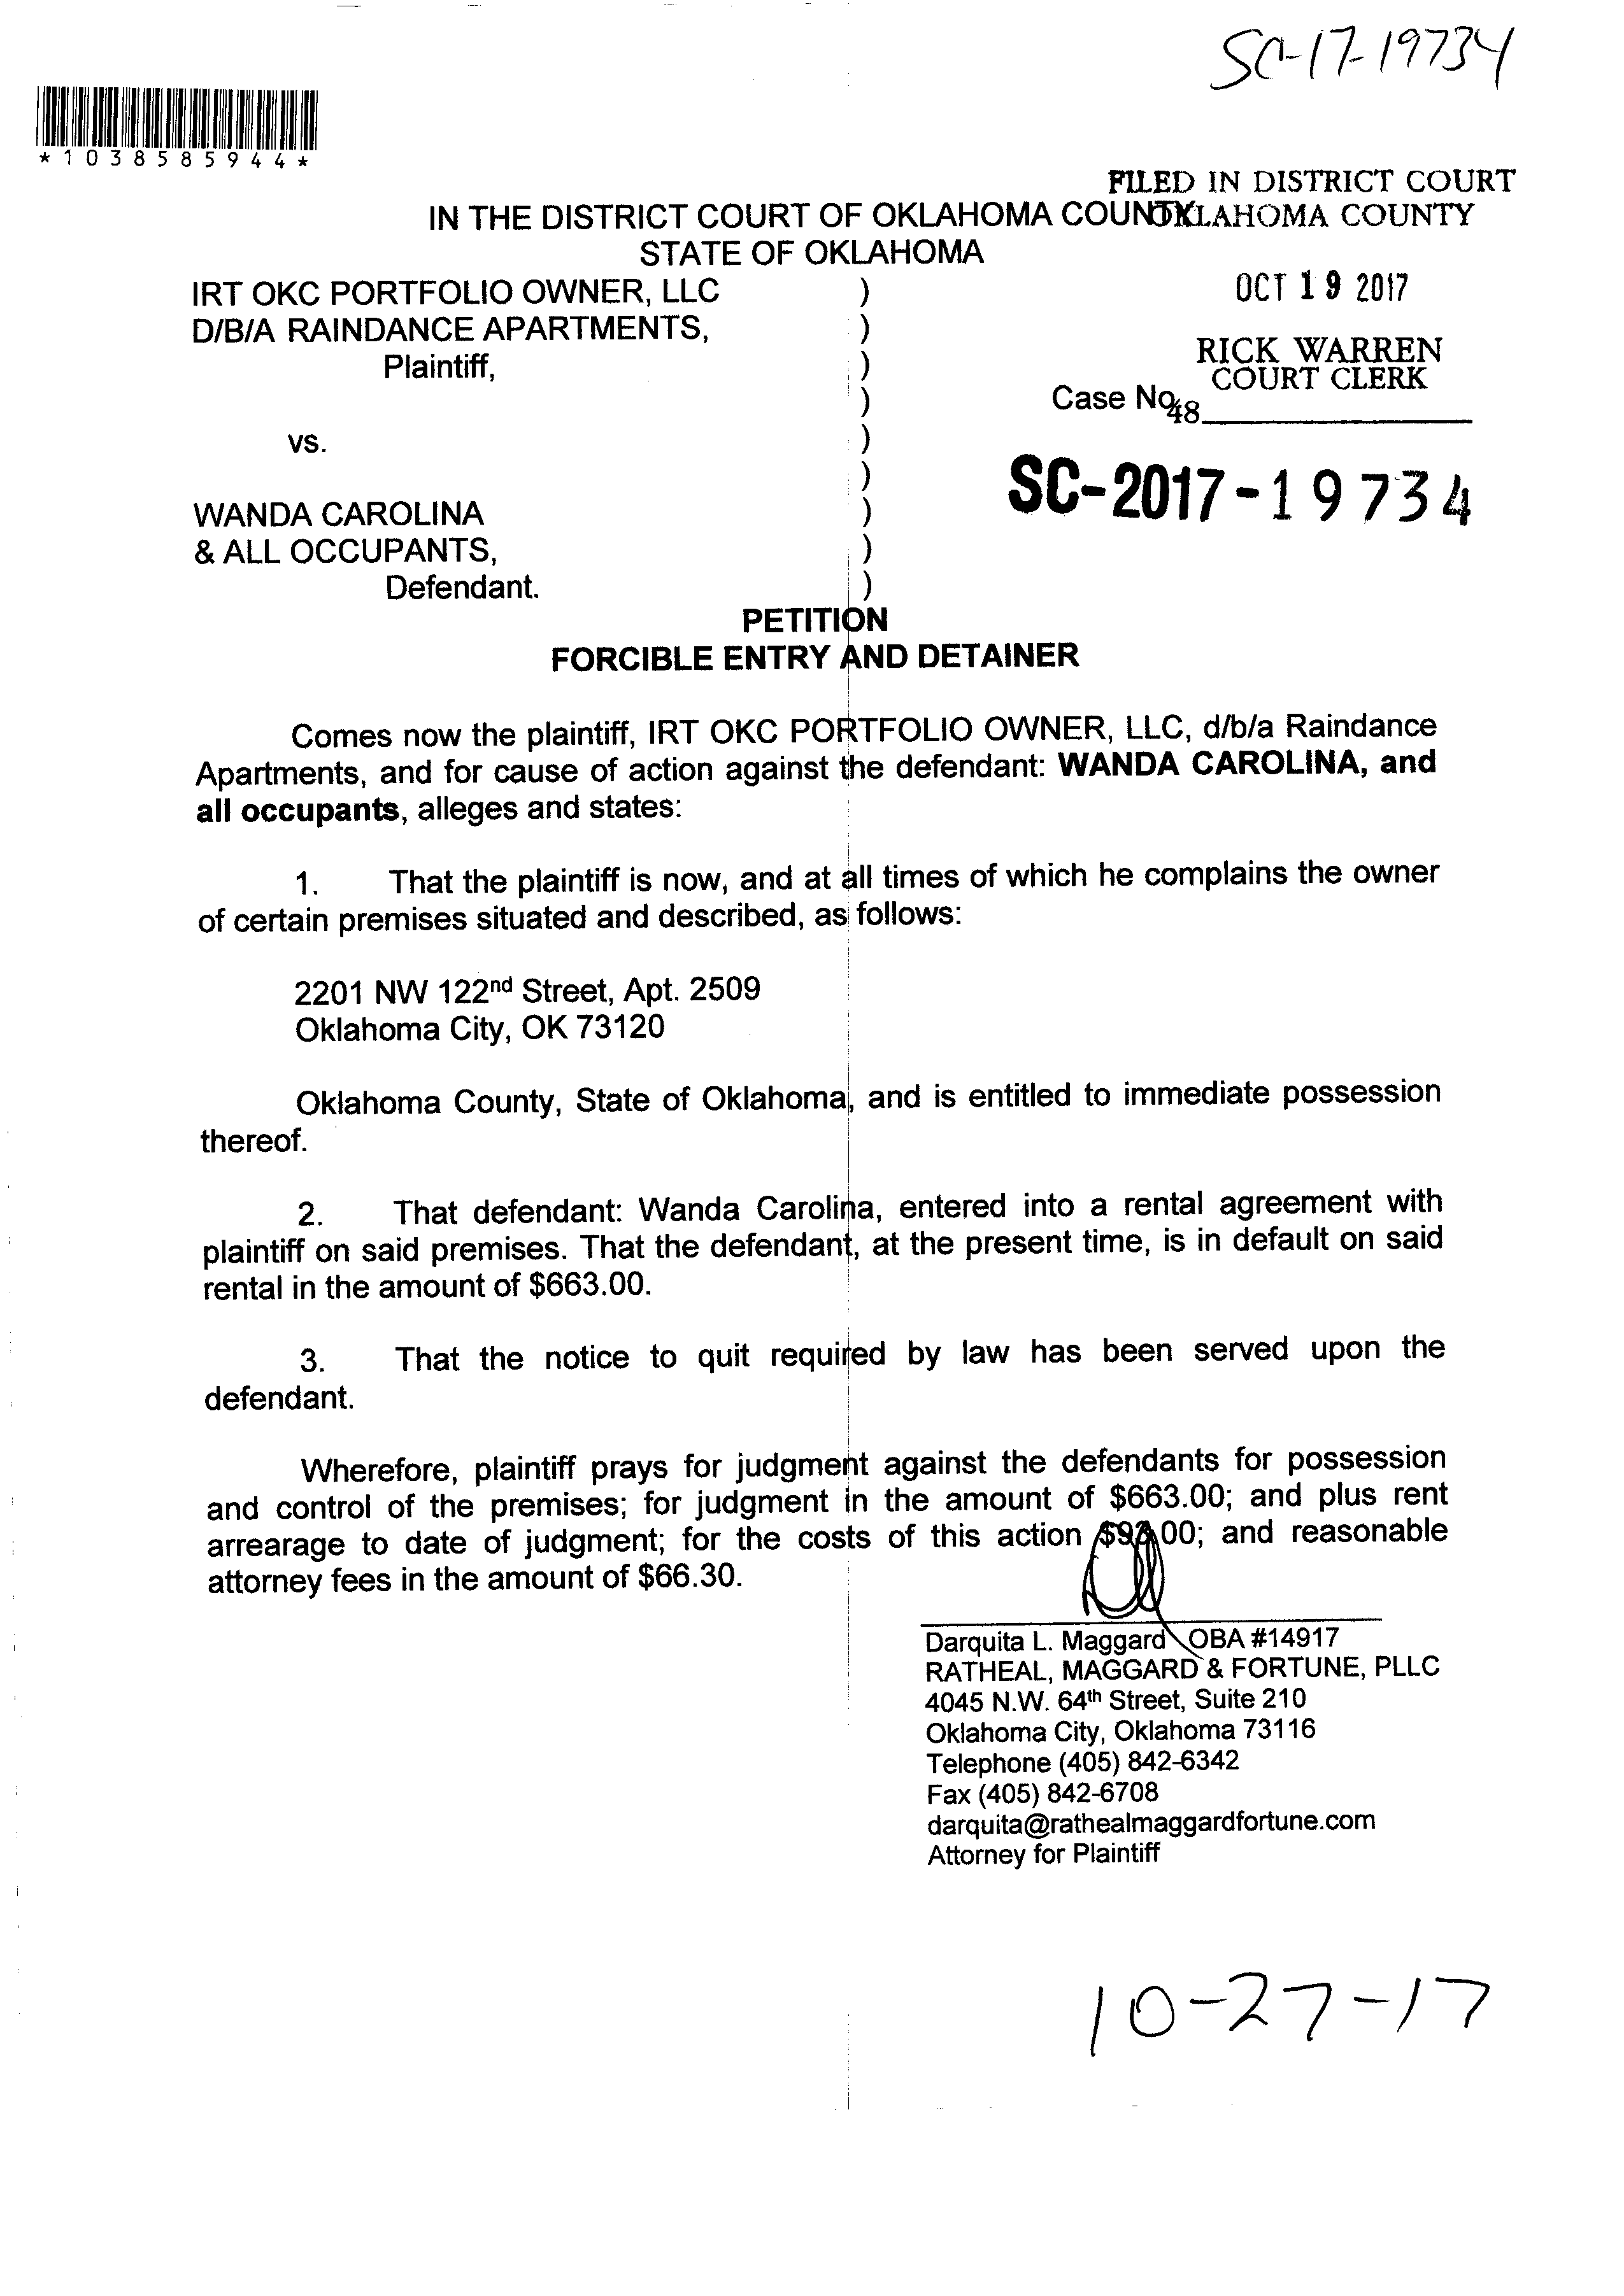 SC-17-19734
*1038585944*
FILED IN DISTRICT COURT
OKLAHOMA COUNTY
IN THE DISTRICT COURT OF OKLAHOMA COUNTY
STATE OF OKLAHOMA
IRT OKC PORTFOLIO OWNER, LLC )
D/B/A RAINDANCE APARTMENTS, )
Plaintiff, )
)
vs. )
)
WANDA CAROLINA )
& ALL OCCUPANTS, )
Defendant. )
OCT 19 2017
RICK WARREN
COURT CLERK
Case No.
48
SC-2017-19734
PETITION
FORCIBLE ENTRY AND DETAINER
Comes now the plaintiff, IRT OKC PORTFOLIO OWNER, LLC, d/b/a Raindance
Apartments, and for cause of action against the defendant: WANDA CAROLINA, and
all occupants, alleges and states:
1. That the plaintiff is now, and at all times of which he complains the owner
of certain premises situated and described, as follows:
2201 NW 122nd Street, Apt. 2509
Oklahoma City, OK 73120
Oklahoma County, State of Oklahoma, and is entitled to immediate possession
thereof.
2. That defendant: Wanda Carolina, entered into a rental agreement with
plaintiff on said premises. That the defendant, at the present time, is in default on said
rental in the amount of $663.00.
3. That the notice to quit required by law has been served upon the
defendant.
Wherefore, plaintiff prays for judgment against the defendants for possession
and control of the premises; for judgment in the amount of $663.00; and plus rent
arrearage to date of judgment; for the costs of this action and reasonable
attorney fees in the amount of $66.30.
Darquita L. Maggard OBA #14917
RATHEAL, MAGGARD & FORTUNE, PLLC
4045 N.W. 64th Street, Suite 210
Oklahoma City, Oklahoma 73116
Telephone (405) 842-6342
Fax (405) 842-6708
darquita@rathealmaggardfortune.com
Attorney for Plaintiff
10-27-17